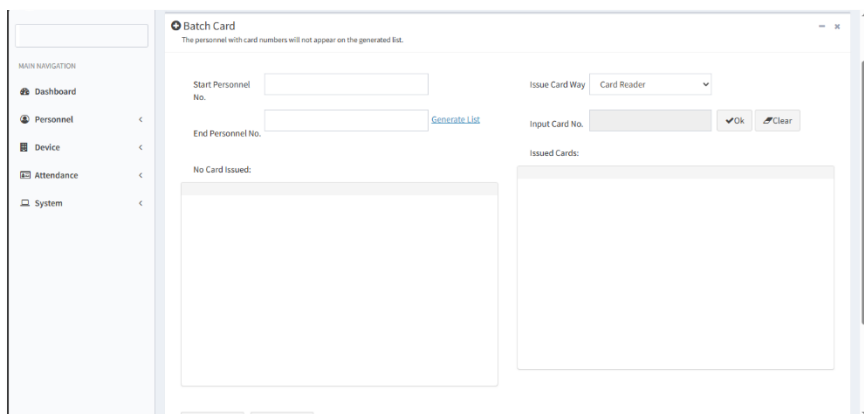 Batch Card
The personnel with card numbers will not appear on the generated list.
MAIN NAVIGATION
Dashboard
Personnel
Device
Attendance
System
Start Personnel
No.
End Personnel No.
Generate List
No Card Issued:
Issue Card Way
Card Reader
Input Card No.
Ok
Clear
Issued Cards: